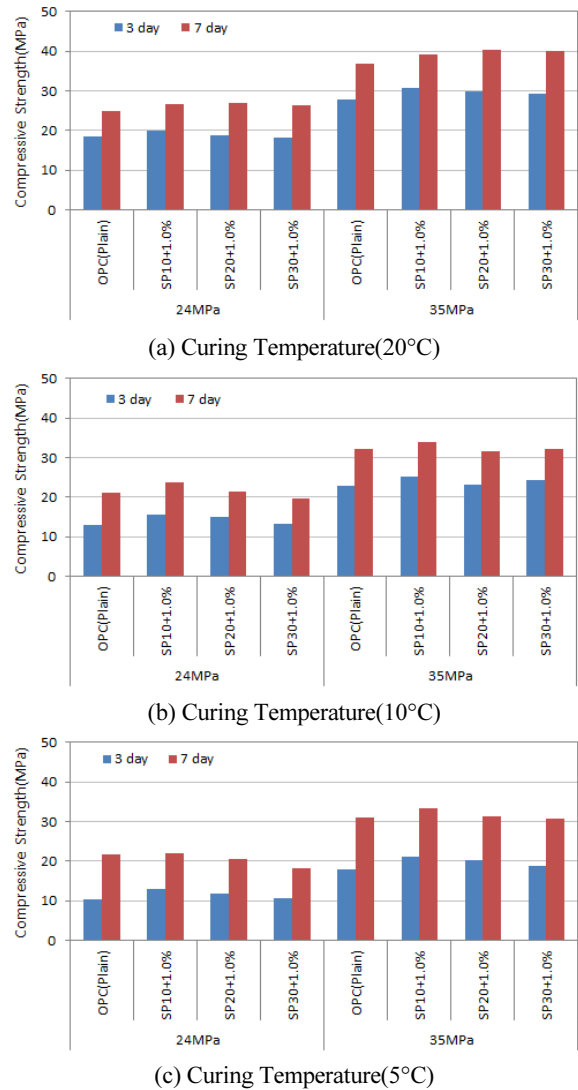 50
3 day 7 day
40
30
20
10
0
Compressive Strength(MPa)
OPC(Plain)
SP10+1.0%
SP20+1.0%
SP30+1.0%
OPC(Plain)
SP10+1.0%
SP20+1.0%
SP30+1.0%
24MPa 35MPa
(a) Curing Temperature(20°C)
50
3 day 7 day
40
30
20
10
0
Compressive Strength(MPa)
OPC(Plain)
SP10+1.0%
SP20+1.0%
SP30+1.0%
OPC(Plain)
SP10+1.0%
SP20+1.0%
SP30+1.0%
24MPa 35MPa
(b) Curing Temperature(10°C)
50
3 day 7 day
40
30
20
10
0
Compressive Strength(MPa)
OPC(Plain)
SP10+1.0%
SP20+1.0%
SP30+1.0%
OPC(Plain)
SP10+1.0%
SP20+1.0%
SP30+1.0%
24MPa 35MPa
(c) Curing Temperature(5°C)